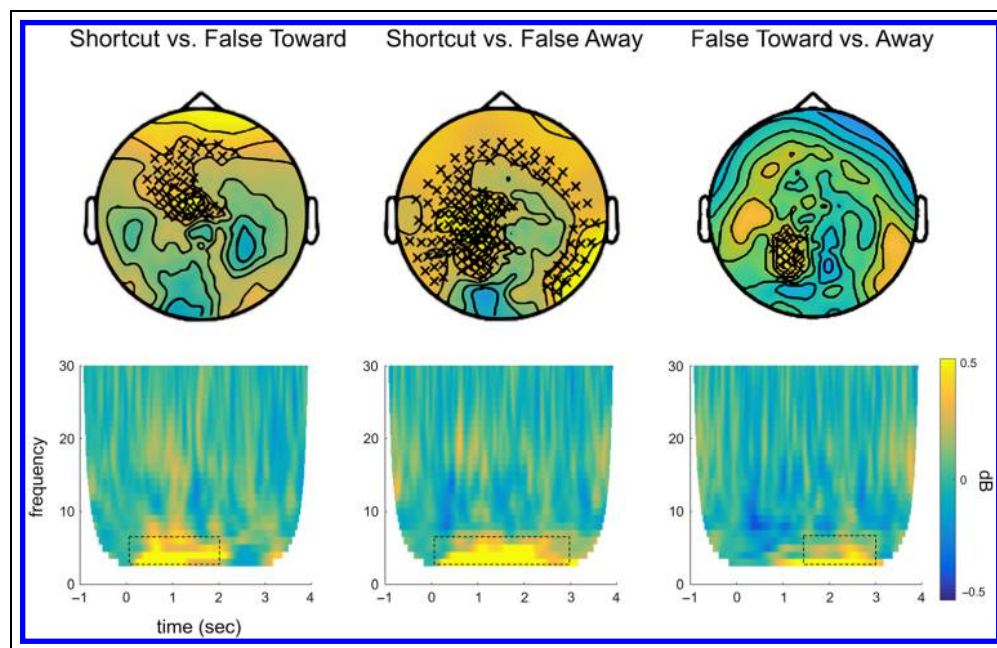 Shortcut vs. False Toward
Shortcut vs. False Away
False Toward vs. Away
30
20
10
0
frequency
-1 0 1 2 3 4
time (sec)
30
20
10
0
-1 0 1 2 3 4
30
20
10
0
-1 0 1 2 3 4
0.5
0
-0.5
dB